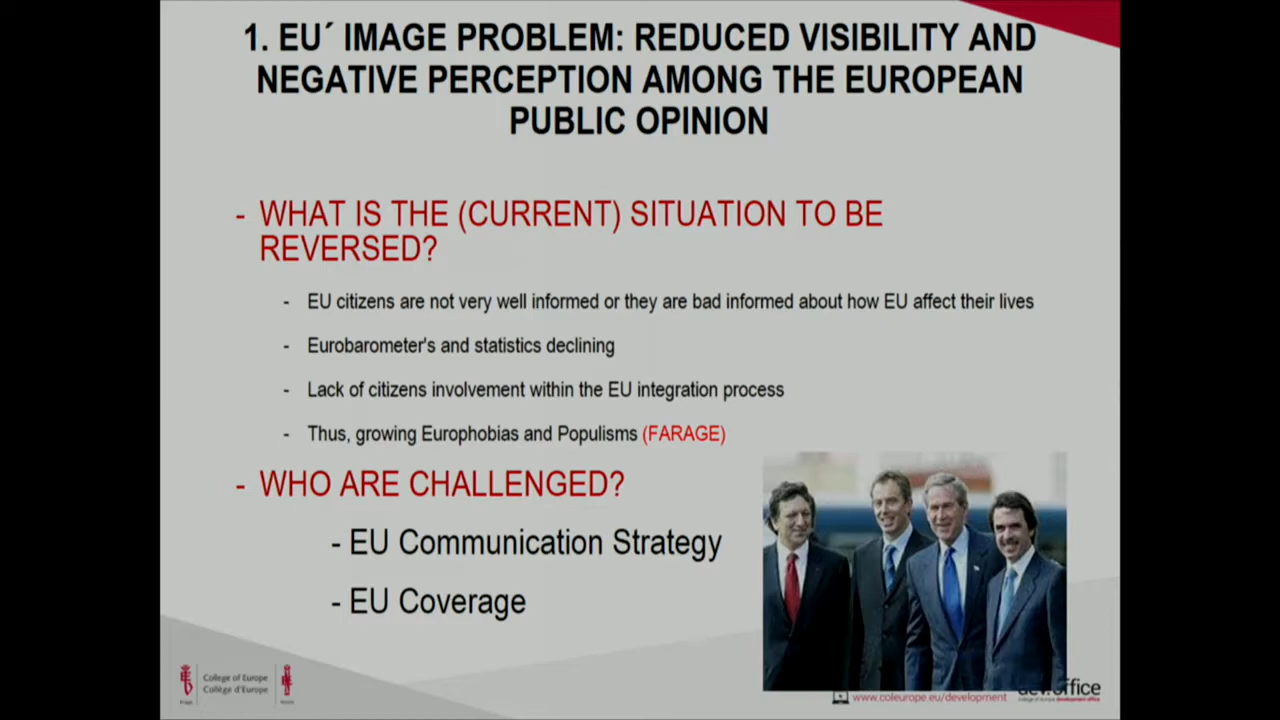 1. EU´ IMAGE PROBLEM: REDUCED VISIBILITY AND
NEGATIVE PERCEPTION AMONG THE EUROPEAN
PUBLIC OPINION
- WHAT IS THE (CURRENT) SITUATION TO BE
REVERSED?
- EU citizens are not very well informed or they are bad informed about how EU affect their lives
- Eurobarometer's and statistics declining
- Lack of citizens involvement within the EU integration process
- Thus, growing Europhobias and Populisms (FARAGE)
- WHO ARE CHALLENGED?
- EU Communication Strategy
- EU Coverage
College of Europe
Collège d'Europe
www.coleurope.eu/development
dev.office